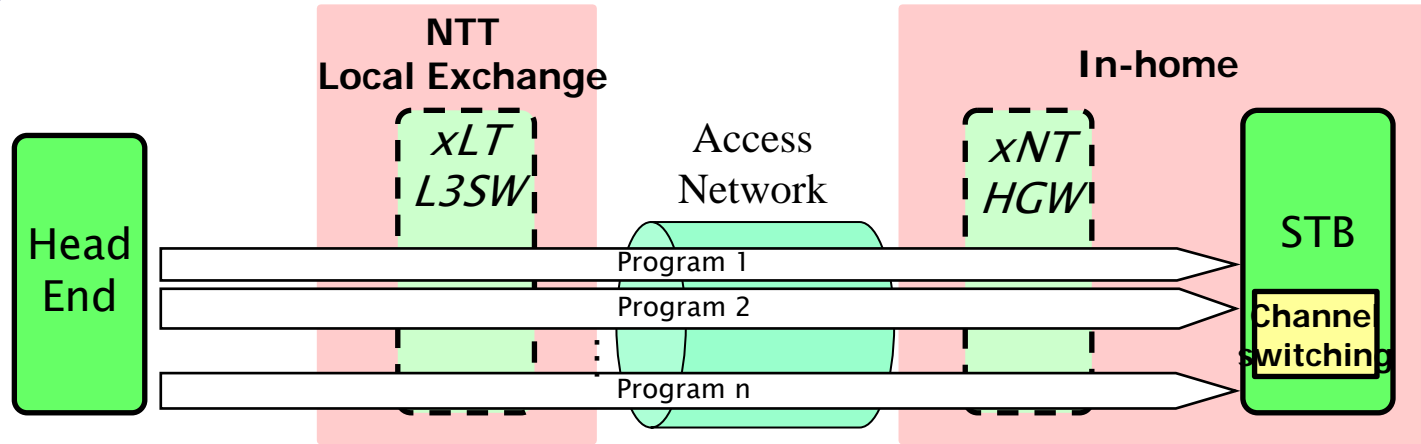 NTT
Local Exchange
In-home
xLT
L3SW
Access
Network
xNT
HGW
Head
End
STB
Program 1
Program 2
Channel
switching
Program n